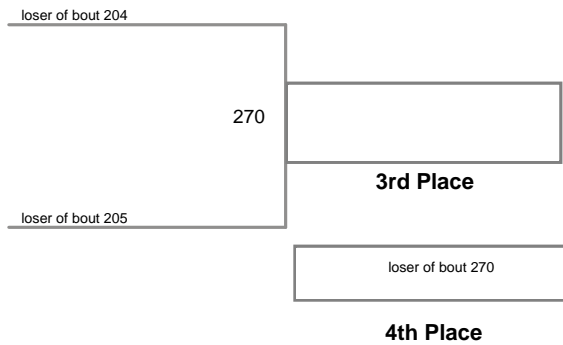 loser of bout 204
270
3rd Place
loser of bout 205
loser of bout 270
4th Place